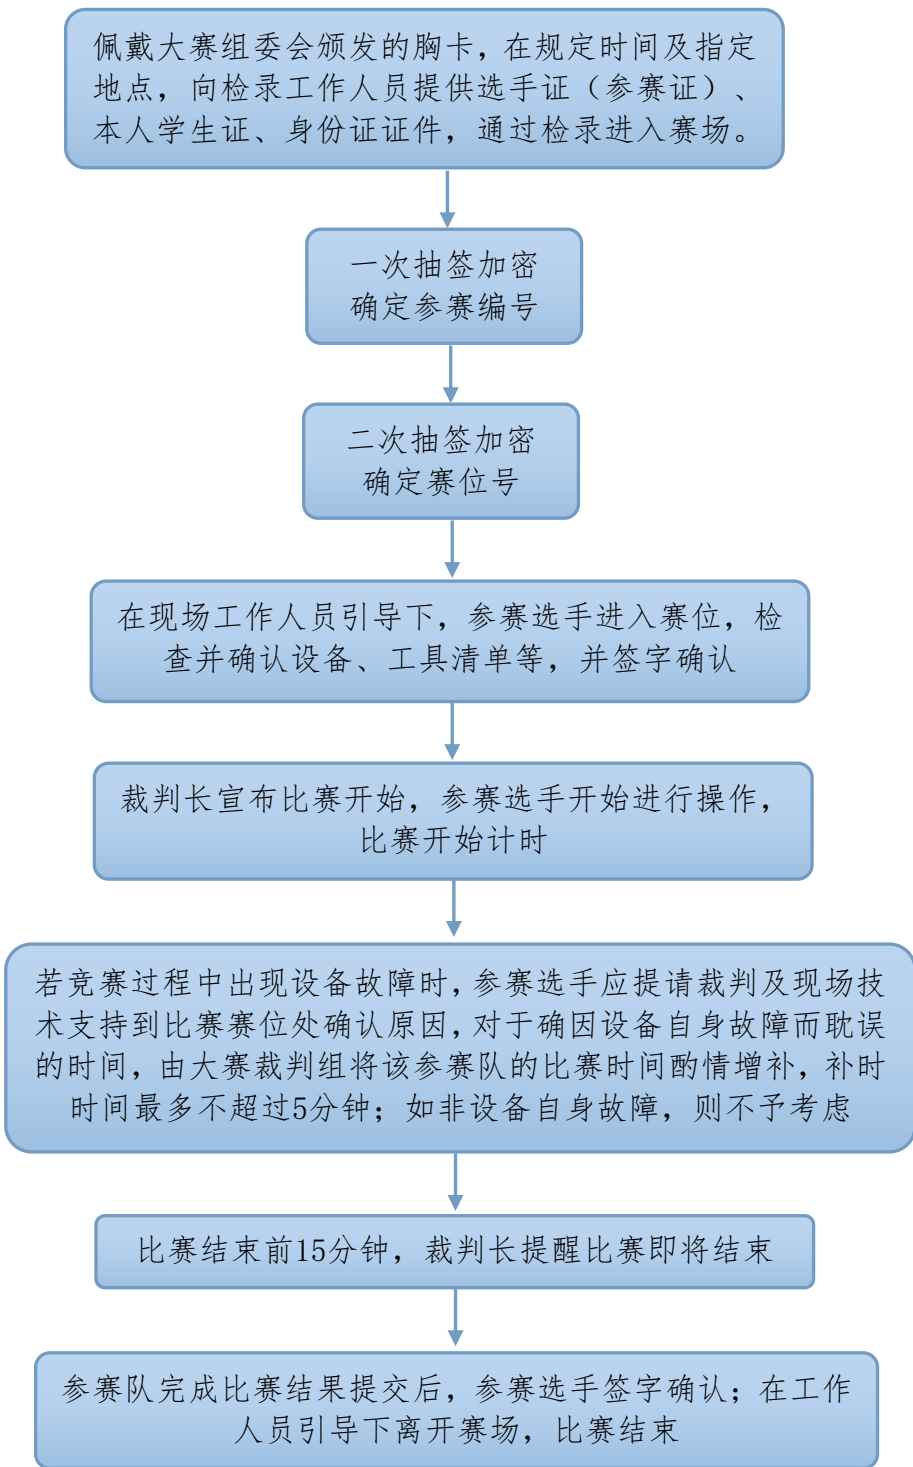 佩戴大赛组委会颁发的胸卡，在规定时间及指定
地点，向检录工作人员提供选手证（参赛证）、
本人学生证、身份证证件，通过检录进入赛场。
一次抽签加密
确定参赛编号
二次抽签加密
确定赛位号
在现场工作人员引导下，参赛选手进入赛位，检
查并确认设备、工具清单等，并签字确认
裁判长宣布比赛开始，参赛选手开始进行操作，
比赛开始计时
若竞赛过程中出现设备故障时，参赛选手应提请裁判及现场技
术支持到比赛赛位处确认原因，对于确因设备自身故障而耽误
的时间，由大赛裁判组将该参赛队的比赛时间酌情增补，补时
时间最多不超过5分钟；如非设备自身故障，则不予考虑
比赛结束前15分钟，裁判长提醒比赛即将结束
参赛队完成比赛结果提交后，参赛选手签字确认；在工作
人员引导下离开赛场，比赛结束